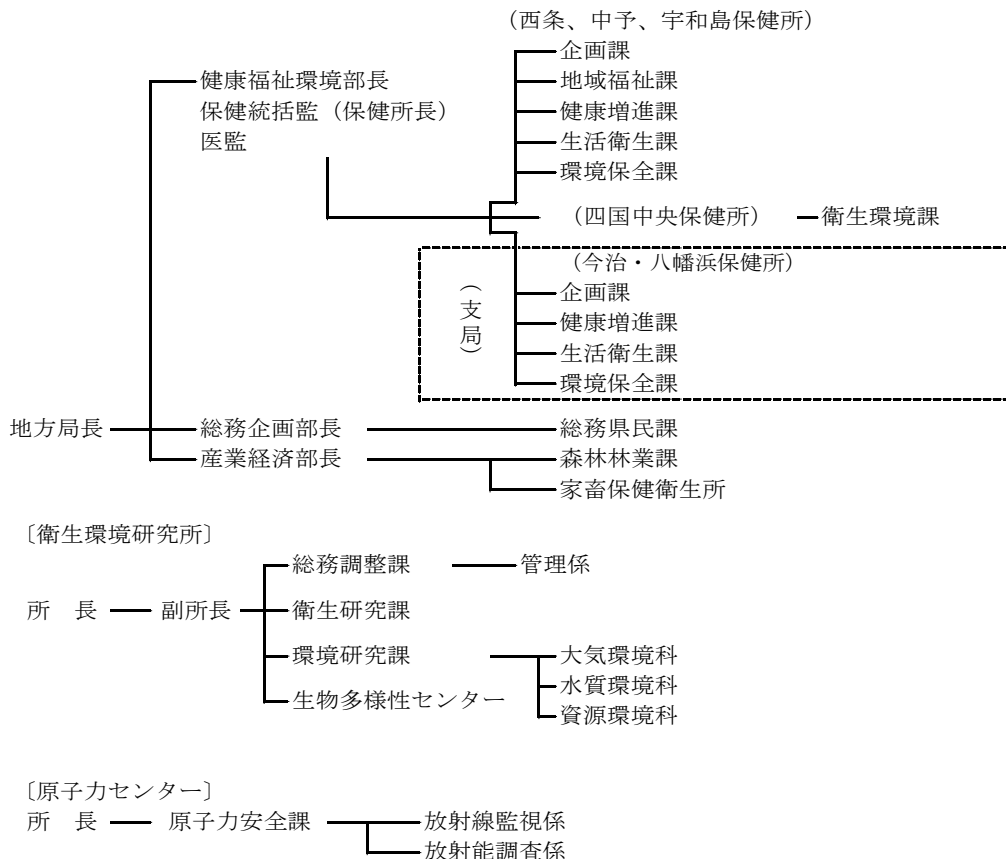 （西条、中予、宇和島保健所）
企画課
健康福祉環境部長 地域福祉課
保健統括監（保健所長） 健康増進課
医監 生活衛生課
環境保全課
（四国中央保健所） 衛生環境課
（今治・八幡浜保健所）
（支局）
企画課
健康増進課
生活衛生課
環境保全課
地方局長 総務企画部長 総務県民課
産業経済部長 森林林業課
家畜保健衛生所
〔衛生環境研究所〕
総務調整課 管理係
所　長 副所長 衛生研究課
環境研究課 大気環境科
水質環境科
生物多様性センター
資源環境科
〔原子力センター〕
所　長 原子力安全課 放射線監視係
放射能調査係